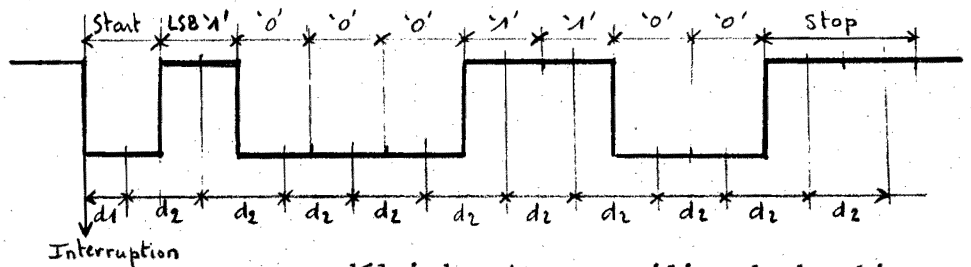 Start LSB '1' '0' '0' '0' '1' '1' '0' '0' Stop
d1 d2 d2 d2 d2 d2 d2 d2 d2 d2 d2
Interruption